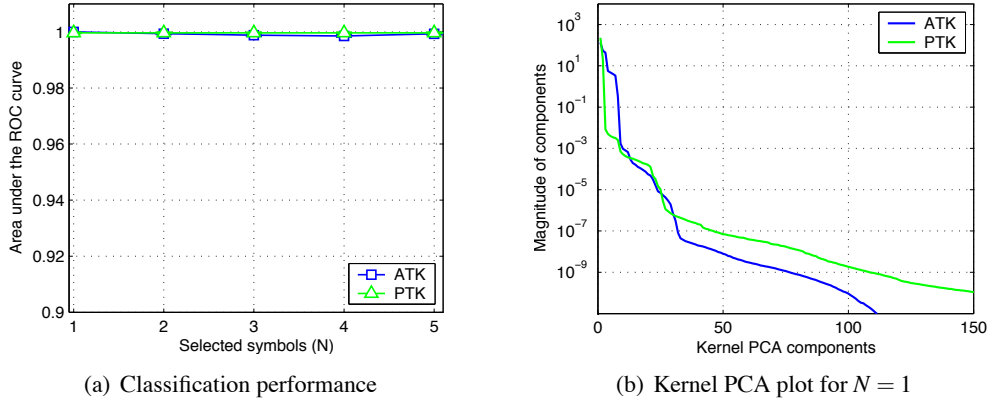 1
0.98
0.96
0.94
0.92
0.9
1 2 3 4 5
Area under the ROC curve
Selected symbols (N)
ATK
PTK
(a) Classification performance
10^3
10^1
10^−1
10^−3
10^−5
10^−7
10^−9
0 50 100 150
Magnitude of components
Kernel PCA components
ATK
PTK
(b) Kernel PCA plot for N = 1